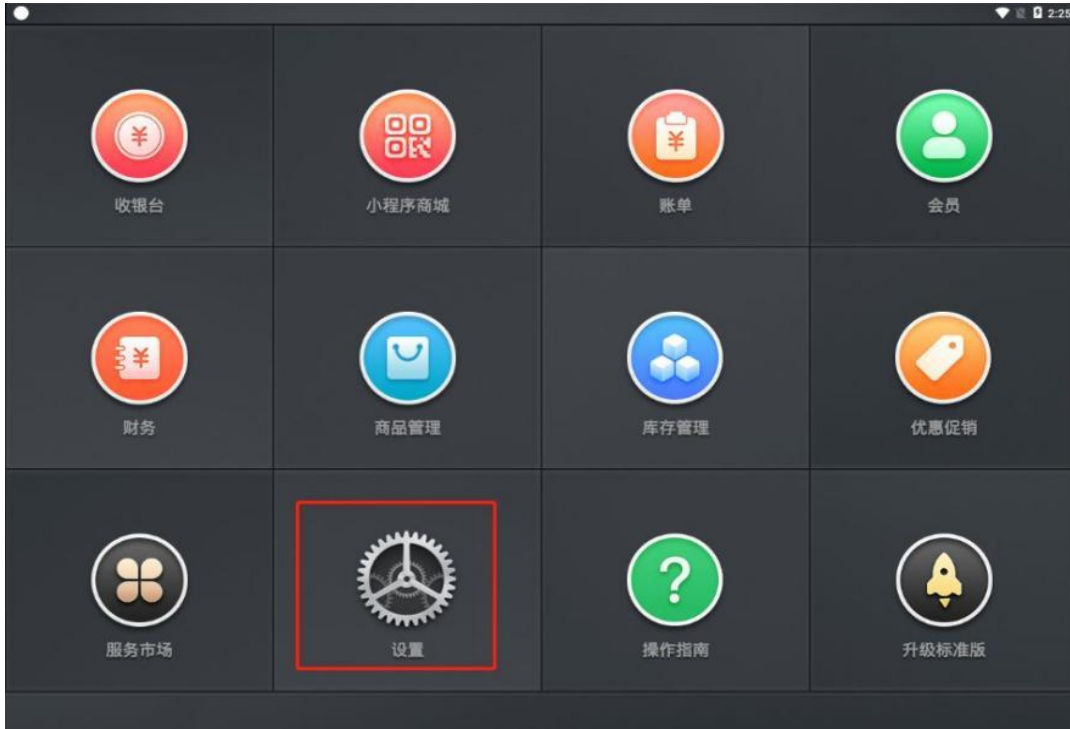 2:25
收银台
小程序商城
账单
会员
财务
商品管理
库存管理
优惠促销
服务市场
设置
操作指南
升级标准版